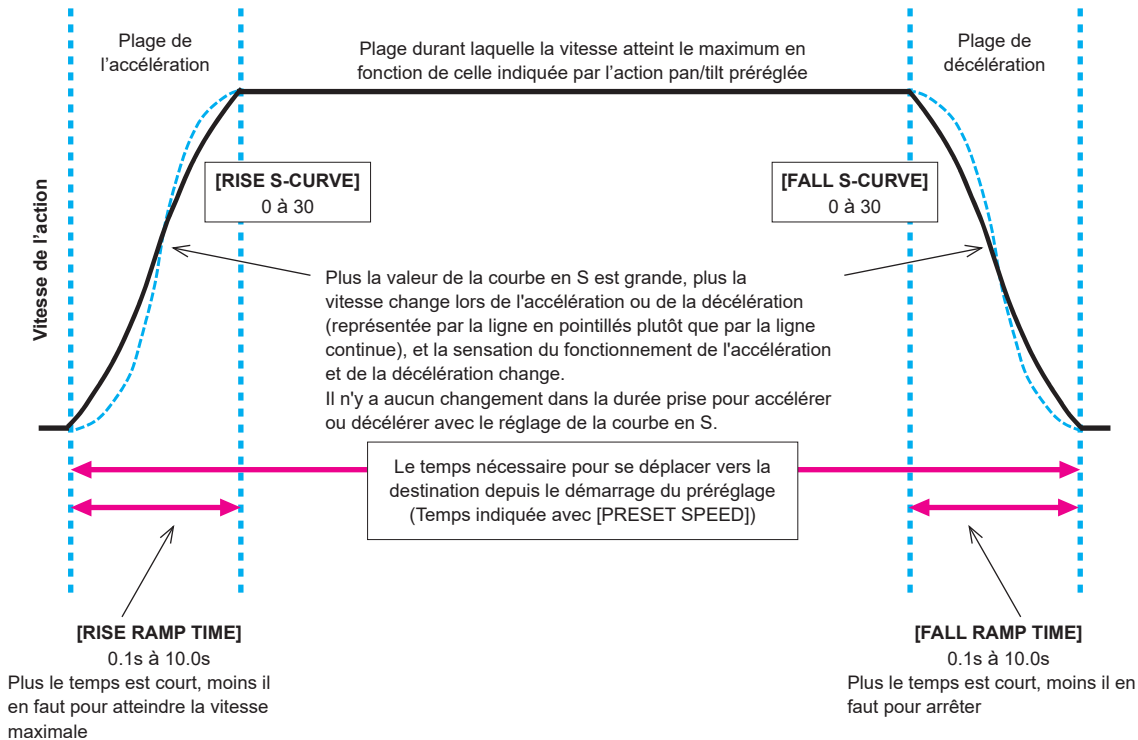 Plage de
l’accélération
Plage durant laquelle la vitesse atteint le maximum en
fonction de celle indiquée par l’action pan/tilt préréglée
Plage de
décélération
Vitesse de l’action
[RISE S-CURVE]
0 à 30
[FALL S-CURVE]
0 à 30
Plus la valeur de la courbe en S est grande, plus la
vitesse change lors de l'accélération ou de la décélération
(représentée par la ligne en pointillés plutôt que par la ligne
continue), et la sensation du fonctionnement de l'accélération
et de la décélération change.
Il n'y a aucun changement dans la durée prise pour accélérer
ou décélérer avec le réglage de la courbe en S.
Le temps nécessaire pour se déplacer vers la
destination depuis le démarrage du préréglage
(Temps indiquée avec [PRESET SPEED])
[RISE RAMP TIME]
0.1s à 10.0s
Plus le temps est court, moins il
en faut pour atteindre la vitesse
maximale
[FALL RAMP TIME]
0.1s à 10.0s
Plus le temps est court, moins il en
faut pour arrêter